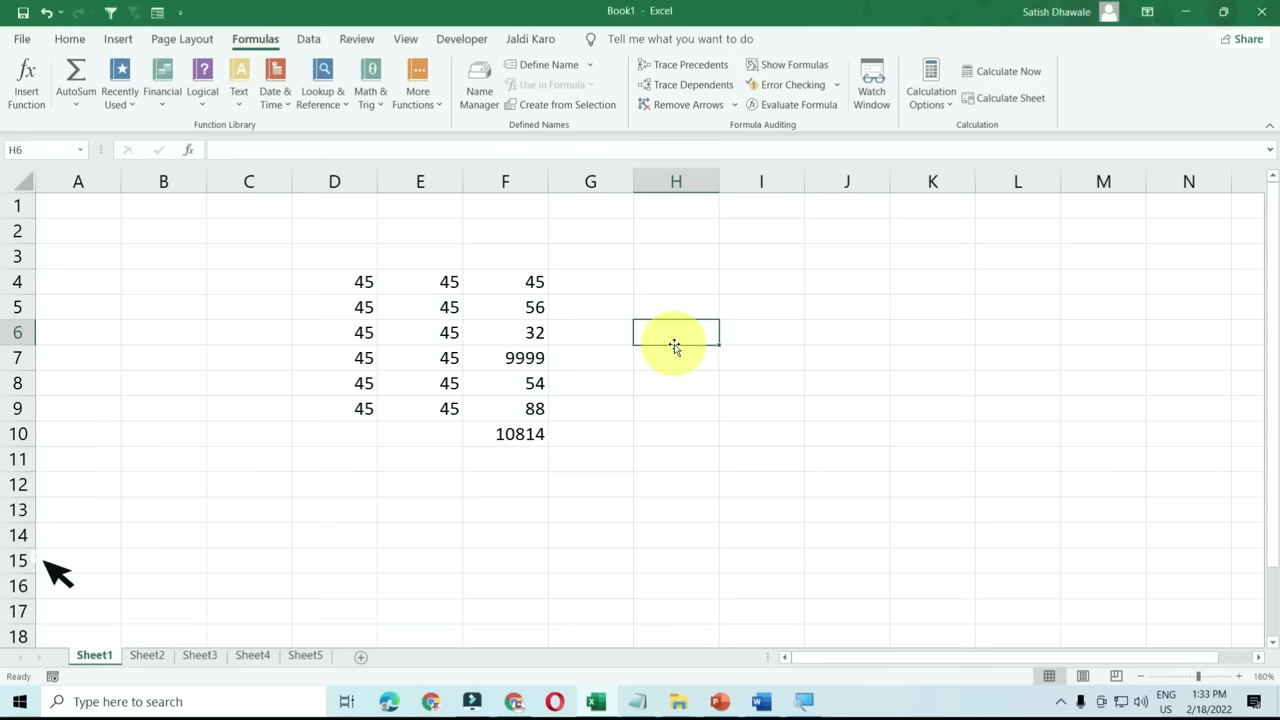 Book1 - Excel
Satish Dhawale
File Home Insert Page Layout Formulas Data Review View Developer Jaldi Karo Tell me what you want to do Share
Insert Function
AutoSum
Recently Used
Financial
Logical
Text
Date & Time
Lookup & Reference
Math & Trig
More Functions
Function Library
Name Manager
Define Name
Use in Formula
Create from Selection
Defined Names
Trace Precedents
Trace Dependents
Remove Arrows
Show Formulas
Error Checking
Evaluate Formula
Formula Auditing
Watch Window
Calculation Options
Calculate Now
Calculate Sheet
Calculation
H6 fx
A B C D E F G H I J K L M N
1
2
3
4 45 45 45
5 45 45 56
6 45 45 32
7 45 45 9999
8 45 45 54
9 45 45 88
10 10814
11
12
13
14
15
16
17
18
Sheet1 Sheet2 Sheet3 Sheet4 Sheet5
Ready 160%
Type here to search
ENG
US
1:33 PM
2/18/2022